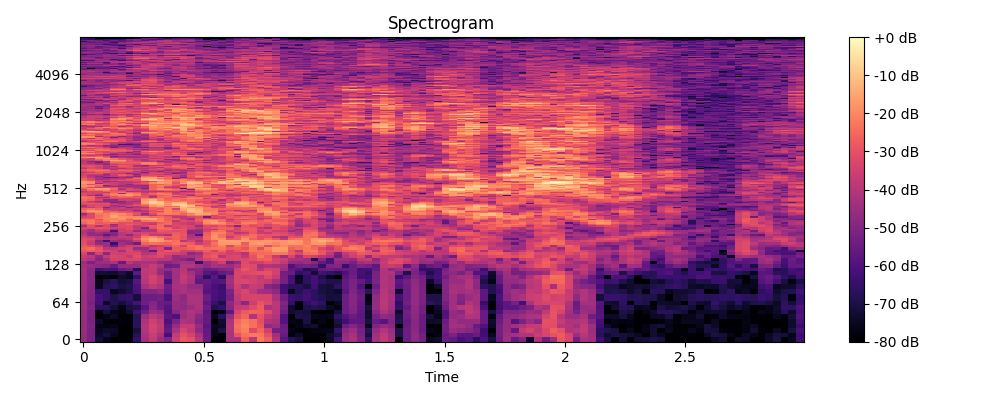 Spectrogram
4096
2048
1024
512
256
128
64
0
Hz
0
0.5
1
1.5
2
2.5
Time
+0 dB
-10 dB
-20 dB
-30 dB
-40 dB
-50 dB
-60 dB
-70 dB
-80 dB